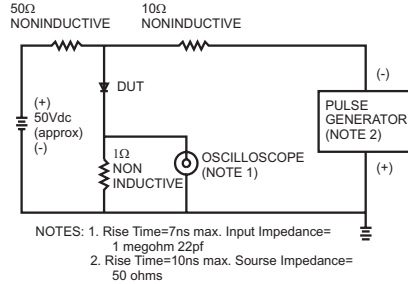 50Ω
NONINDUCTIVE
10Ω
NONINDUCTIVE
DUT
(+)
50Vdc
(approx)
(-)
1Ω
NON
INDUCTIVE
OSCILLOSCOPE
(NOTE 1)
(-)
PULSE
GENERATOR
(NOTE 2)
(+)
NOTES: 1. Rise Time=7ns max. Input Impedance=
1 megohm 22pf
2. Rise Time=10ns max. Sourse Impedance=
50 ohms